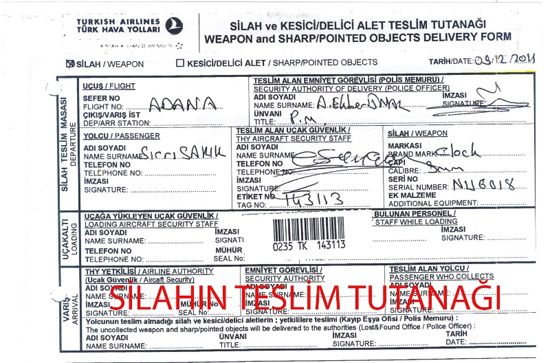 TURKISH AIRLINES
TÜRK HAVA YOLLARI
A STAR ALLIANCE MEMBER
SİLAH ve KESİCİ/DELİCİ ALET TESLİM TUTANAĞI
WEAPON and SHARP/POINTED OBJECTS DELIVERY FORM
SİLAH / WEAPON
KESİCİ/DELİCİ ALET / SHARP/POINTED OBJECTS
TARİH/DATE: 09.12.2011
SİLAH TESLİM MASASI
DEPARTURE
UÇUŞ / FLIGHT
SEFER NO
FLIGHT NO.: ADANA
ÇIKIŞ/VARIŞ İST
DEP/ARR STATION:
TESLİM ALAN EMNİYET GÖREVLİSİ (POLİS MEMURU) /
SECURITY AUTHORITY OF DELIVERY (POLICE OFFICER)
ADI SOYADI İMZASI
NAME SURNAME: SIGNATURE:
ÜNVANI
TITLE: P.M.
YOLCU / PASSENGER
ADI SOYADI
NAME SURNAME: Sırrı SAKIK
TELEFON NO
TELEPHONE NO:
İMZASI
SIGNATURE:
TESLİM ALAN UÇAK GÜVENLİK /
THY AIRCRAFT SECURITY STAFF
ADI SOYADI
NAME SURNAME:
TELEFON NO
TELEPHONE NO:
İMZASI
SIGNATURE:
ETİKET NO
TAG NO: 143113
SİLAH / WEAPON
MARKASI
BRAND MARK: Glock
ÇAPI
CALIBRE:
SERİ NO
SERIAL NUMBER:
EK MALZEME
ADDITIONAL EQUIPMENT:
UÇAKALTI
LOADING
UÇAĞA YÜKLEYEN UÇAK GÜVENLİK /
LOADING AIRCRAFT SECURITY STAFF
ADI SOYADI İMZASI
NAME SURNAME: SIGNATI
TELEFON NO MÜHÜR
TELEPHONE NO: SEAL No:
0235 TK 143113
BULUNAN PERSONEL /
STAFF WHILE LOADING
İMZASI
SIGNATURE:
VARIŞ
ARRIVAL
THY YETKİLİSİ / AIRLINE AUTHORITY
(Uçak Güvenlik / Aircaft Security)
ADI SOYADI
NAME SURNAME:
İMZASI MÜHÜR No
SIGNATURE: SEAL No:
EMNİYET GÖREVLİSİ /
SECURITY AUTHORITY
ADI SOYADI
İMZASI
SIGNATURE:
TESLİM ALAN YOLCU /
PASSENGER WHO COLLECTS
ADI SOYADI
İMZASI
SIGNATURE:
SİLAHIN TESLİM TUTANAĞI
Yolcunun teslim almadığı silah ve kesici/delici aletler ; yetkililere teslimi (Kayıp Eşya Ofisi / Polis Memuru) :
The uncollected weapon and sharp/pointed objects will be delivered to the authorities (Lost&Found Office / Police Officer) :
ADI SOYADI ÜNVANI İMZASI
NAME SURNAME: TITLE: SIGNATURE: